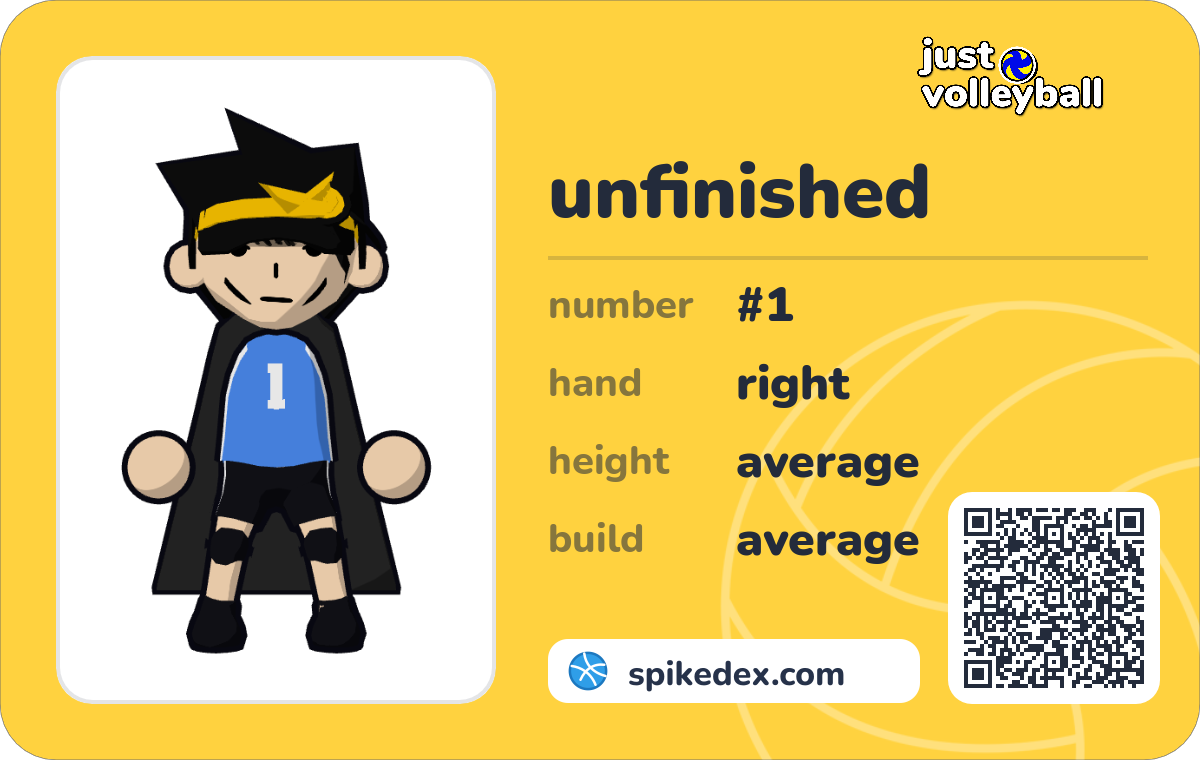 just
volleyball
unfinished
number #1
hand right
height average
build average
1
spikedex.com